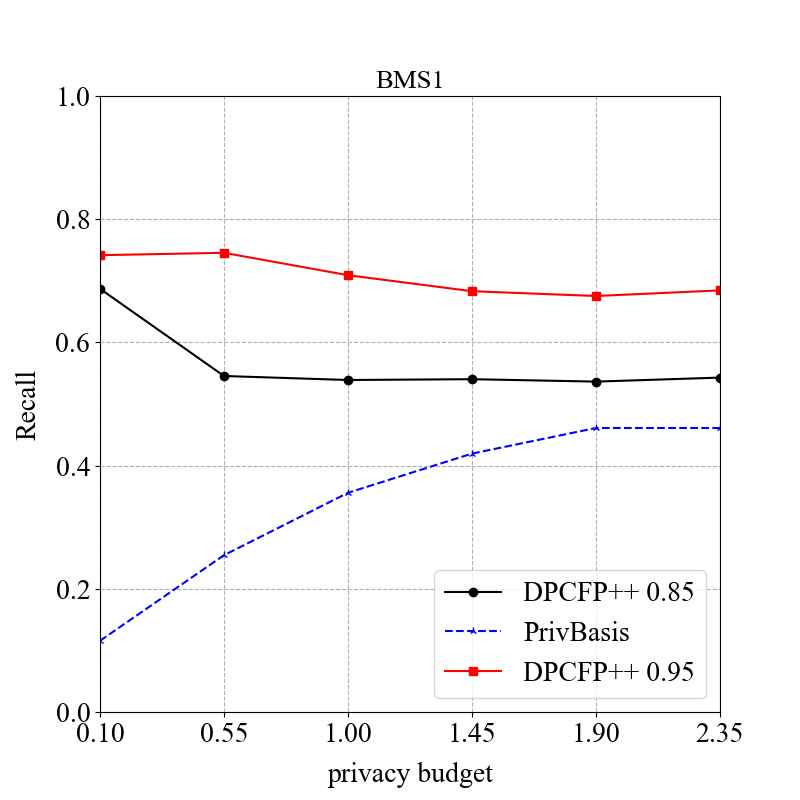 BMS1
1.0
0.8
0.6
0.4
0.2
0.0
Recall
DPCFP++ 0.85
PrivBasis
DPCFP++ 0.95
0.10 0.55 1.00 1.45 1.90 2.35
privacy budget